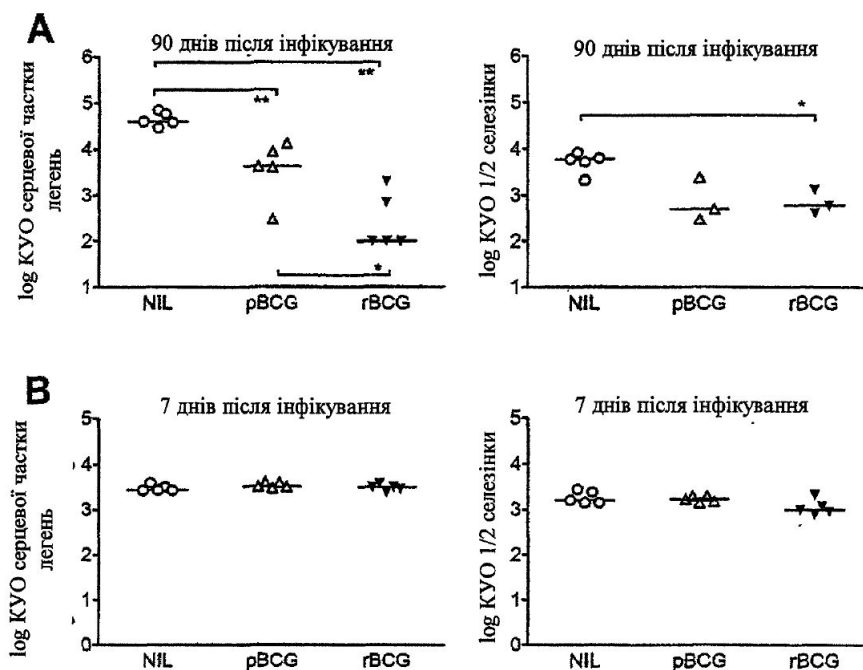 A
90 днів після інфікування
log КУО серцевої частки
легень
6
5
4
3
2
1
**
**
*
NIL
pBCG
rBCG
90 днів після інфікування
log КУО 1/2 селезінки
6
5
4
3
2
1
*
NIL
pBCG
rBCG
B
7 днів після інфікування
log КУО серцевої частки
легень
5
4
3
2
1
0
NIL
pBCG
rBCG
7 днів після інфікування
log КУО 1/2 селезінки
5
4
3
2
1
0
NIL
pBCG
rBCG